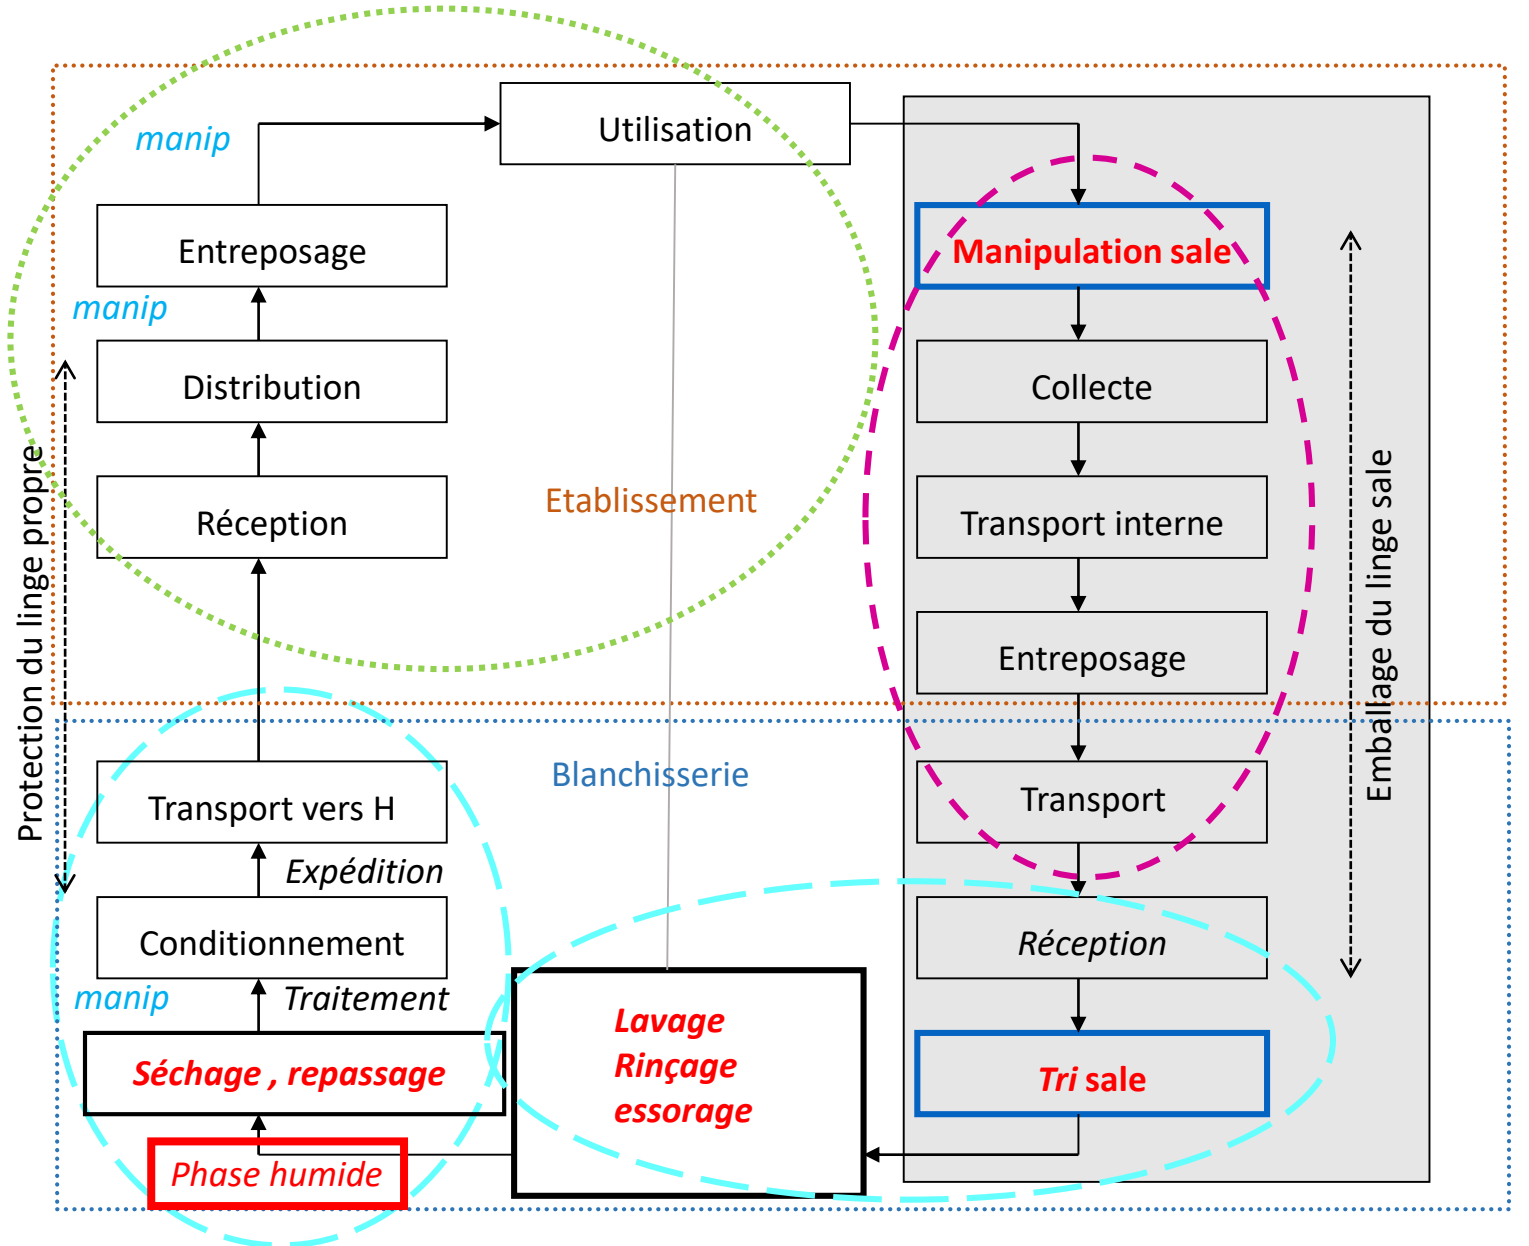 Utilisation
manip
Entreposage
manip
Distribution
Réception
Protection du linge propre
Etablissement
Manipulation sale
Collecte
Transport interne
Entreposage
Emballage du linge sale
Blanchisserie
Transport vers H
Expédition
Conditionnement
manip
Traitement
Séchage , repassage
Phase humide
Lavage
Rinçage
essorage
Transport
Réception
Tri sale